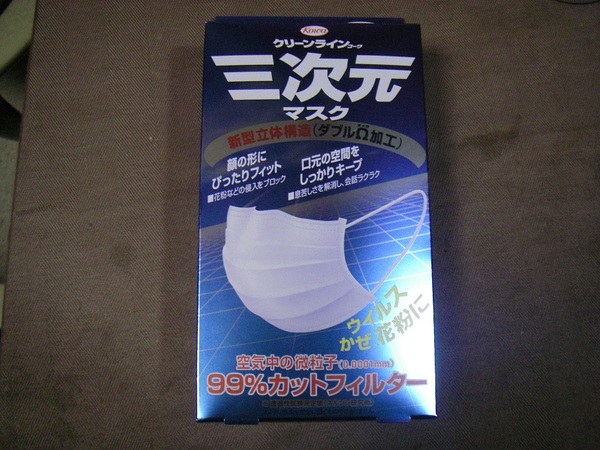 Kowa
クリーンラインコーワ
三次元
マスク
新型立体構造(ダブルΩ加工)
顔の形に
ぴったりフィット
■花粉などの侵入をブロック
口元の空間を
しっかりキープ
■息苦しさを解消し、会話ラクラク
ウイルス
かぜ 花粉に
空気中の微粒子(0.0001mm)
99%カットフィルター